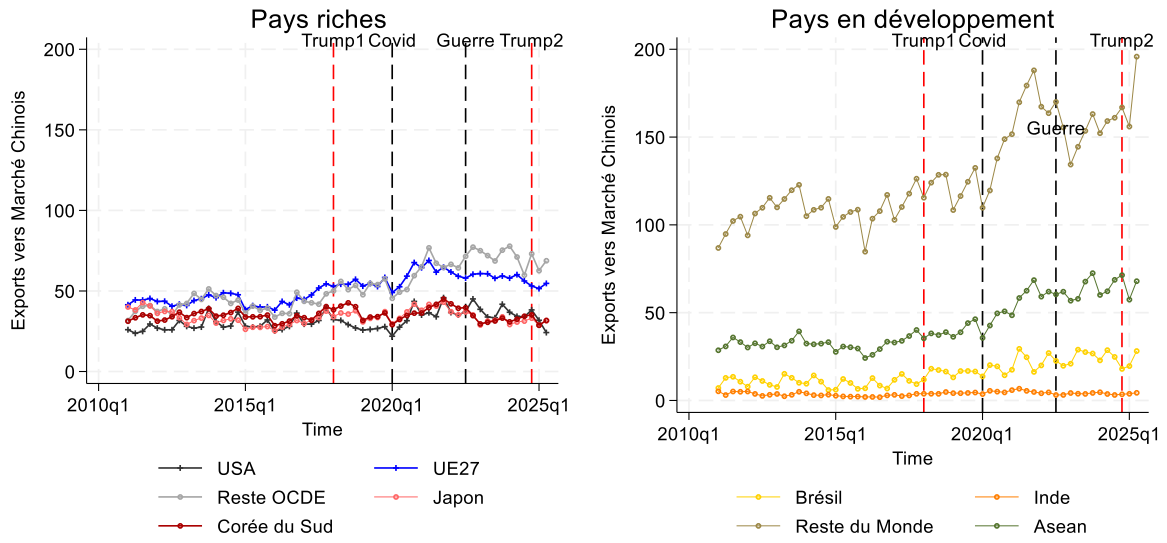 Pays riches
Trump1 Covid Guerre Trump2
200
150
100
50
0
Exports vers Marché Chinois
2010q1 2015q1 2020q1 2025q1
Time
USA UE27
Reste OCDE Japon
Corée du Sud
Pays en développement
Trump1 Covid Trump2
Guerre
200
150
100
50
0
Exports vers Marché Chinois
2010q1 2015q1 2020q1 2025q1
Time
Brésil Inde
Reste du Monde Asean